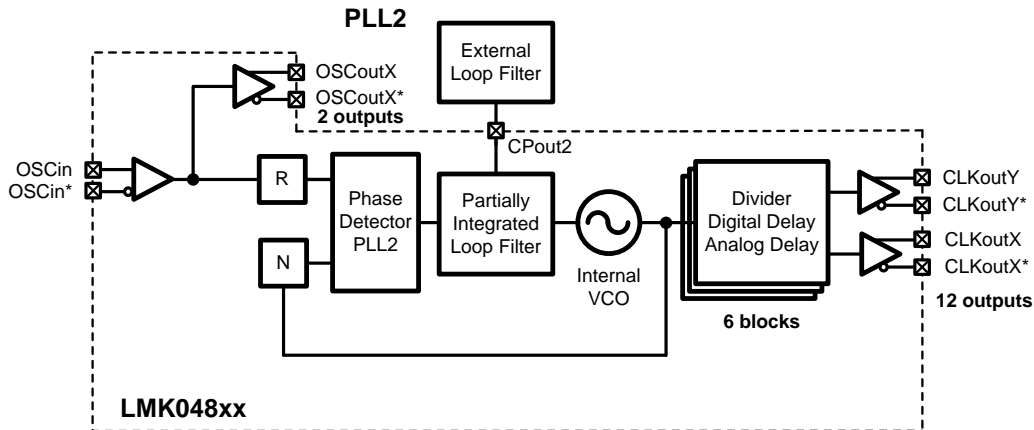 PLL2
External
Loop Filter
OSCoutX
OSCoutX*
2 outputs
CPout2
OSCin
OSCin*
R
N
Phase
Detector
PLL2
Partially
Integrated
Loop Filter
Internal
VCO
Divider
Digital Delay
Analog Delay
6 blocks
CLKoutY
CLKoutY*
CLKoutX
CLKoutX*
12 outputs
LMK048xx